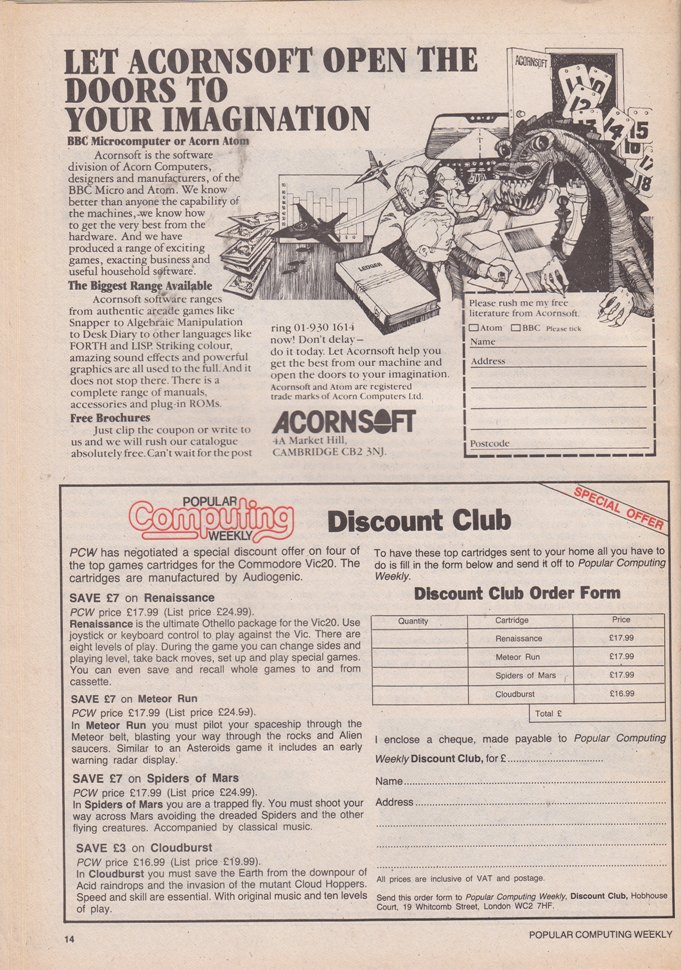 LET ACORNSOFT OPEN THE
DOORS TO
YOUR IMAGINATION
BBC Microcomputer or Acorn Atom
Acornsoft is the software
division of Acorn Computers,
designers and manufacturers, of the
BBC Micro and Atom. We know
better than anyone the capability of
the machines, we know how
to get the very best from the
hardware. And we have
produced a range of exciting
games, exacting business and
useful household software.
The Biggest Range Available
Acornsoft software ranges
from authentic arcade games like
Snapper to Algebraic Manipulation
to Desk Diary to other languages like
FORTH and LISP. Striking colour,
amazing sound effects and powerful
graphics are all used to the full. And it
does not stop there. There is a
complete range of manuals,
accessories and plug-in ROMs.
Free Brochures
Just clip the coupon or write to
us and we will rush our catalogue
absolutely free. Can't wait for the post
ACORNSOFT
11
10
12
14
15
16
17
18
LEDGER
ring 01-930 1614
now! Don't delay –
do it today. Let Acornsoft help you
get the best from our machine and
open the doors to your imagination.
Acornsoft and Atom are registered
trade marks of Acorn Computers Ltd.
ACORNSOFT
4A Market Hill,
CAMBRIDGE CB2 3NJ.
Please rush me my free
literature from Acornsoft.
Atom BBC Please tick
Name
Address
Postcode
POPULAR
Computing
WEEKLY
Discount Club
SPECIAL OFFER
PCW has negotiated a special discount offer on four of
the top games cartridges for the Commodore Vic20. The
cartridges are manufactured by Audiogenic.
SAVE £7 on Renaissance
PCW price £17.99 (List price £24.99).
Renaissance is the ultimate Othello package for the Vic20. Use
joystick or keyboard control to play against the Vic. There are
eight levels of play. During the game you can change sides and
playing level, take back moves, set up and play special games.
You can even save and recall whole games to and from
cassette.
SAVE £7 on Meteor Run
PCW price £17.99 (List price £24.99).
In Meteor Run you must pilot your spaceship through the
Meteor belt, blasting your way through the rocks and Alien
saucers. Similar to an Asteroids game it includes an early
warning radar display.
SAVE £7 on Spiders of Mars
PCW price £17.99 (List price £24.99).
In Spiders of Mars you are a trapped fly. You must shoot your
way across Mars avoiding the dreaded Spiders and the other
flying creatures. Accompanied by classical music.
SAVE £3 on Cloudburst
PCW price £16.99 (List price £19.99).
In Cloudburst you must save the Earth from the downpour of
Acid raindrops and the invasion of the mutant Cloud Hoppers.
Speed and skill are essential. With original music and ten levels
of play.
To have these top cartridges sent to your home all you have to
do is fill in the form below and send it off to Popular Computing
Weekly.
Discount Club Order Form
Quantity Cartridge Price
Renaissance £17.99
Meteor Run £17.99
Spiders of Mars £17.99
Cloudburst £16.99
Total £
I enclose a cheque, made payable to Popular Computing
Weekly Discount Club, for £
Name
Address
All prices are inclusive of VAT and postage.
Send this order form to Popular Computing Weekly, Discount Club, Hobhouse
Court, 19 Whitcomb Street, London WC2 7HF.
14
POPULAR COMPUTING WEEKLY